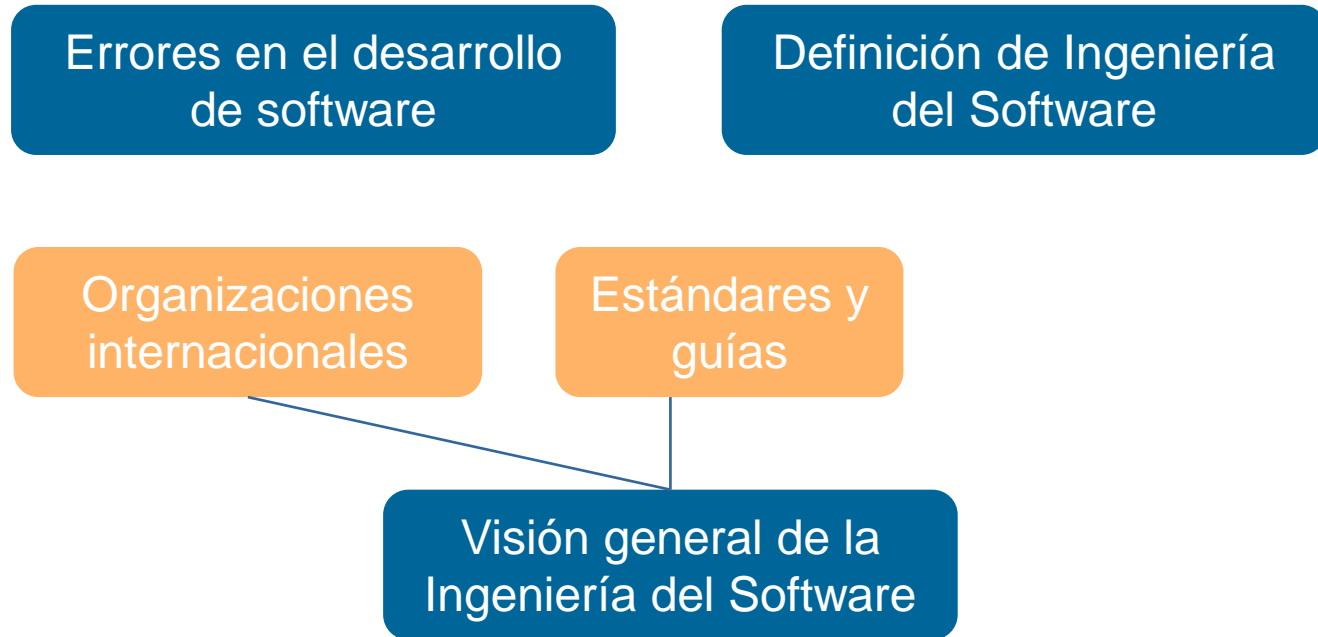 Errores en el desarrollo
de software
Definición de Ingeniería
del Software
Organizaciones
internacionales
Estándares y
guías
Visión general de la
Ingeniería del Software